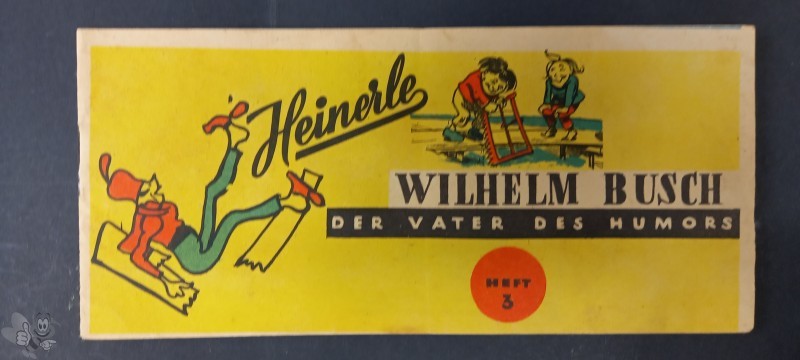 Heinerle
WILHELM BUSCH
DER VATER DES HUMORS
HEFT
3